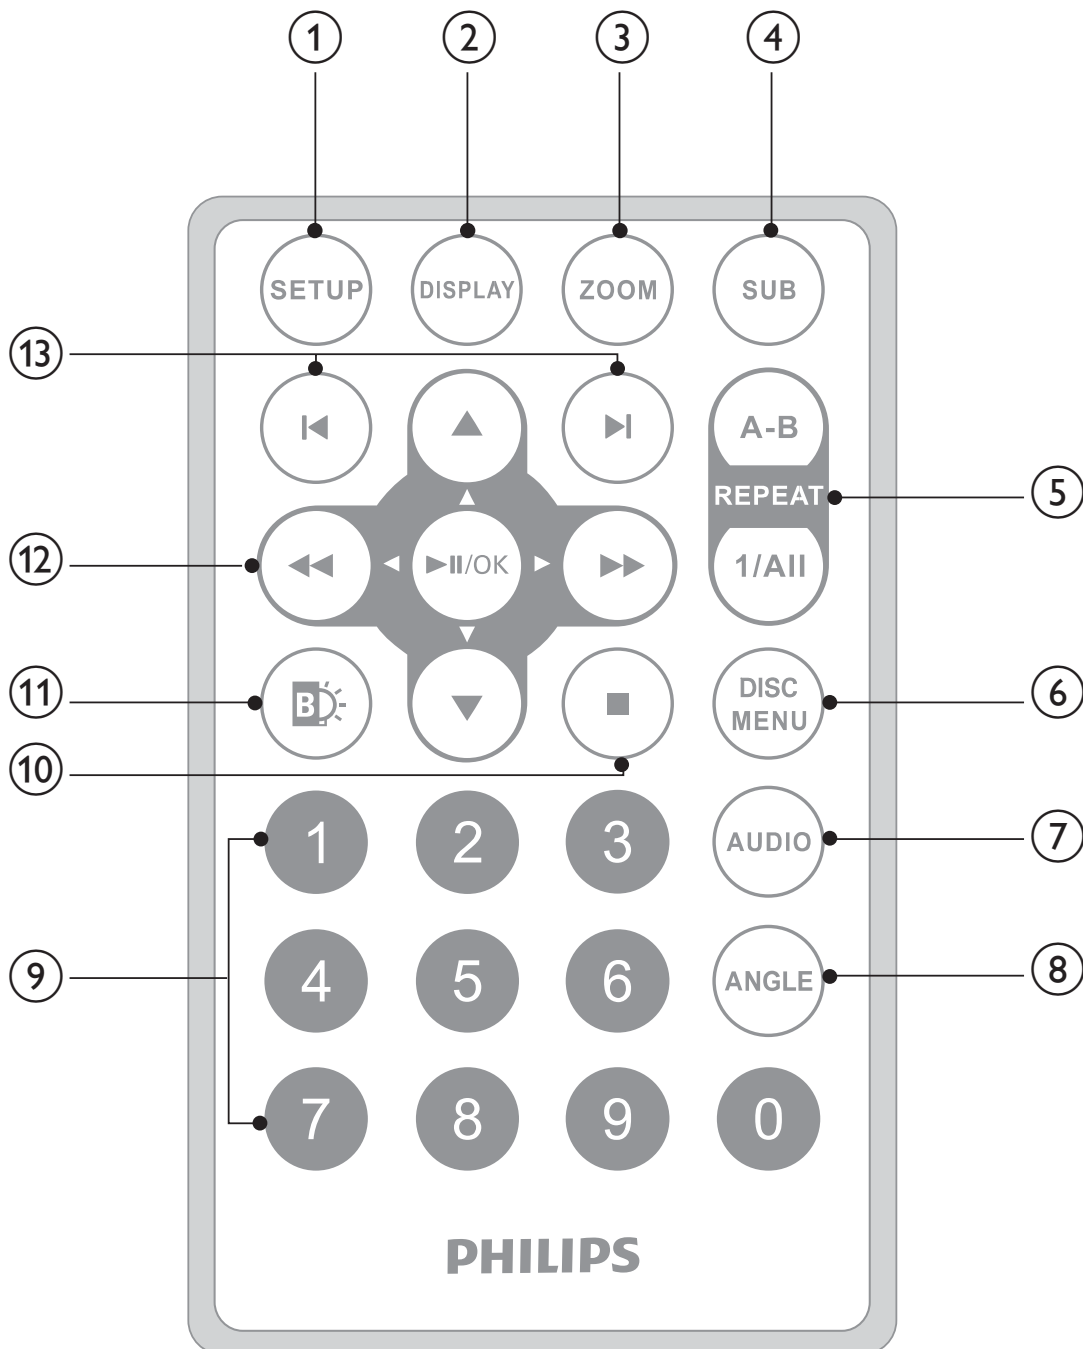 1 2 3 4
SETUP DISPLAY ZOOM SUB
13
A-B
REPEAT 5
12 /OK 1/All
11 B DISC MENU 6
10
1 2 3 AUDIO 7
9 4 5 6 ANGLE 8
7 8 9 0
PHILIPS